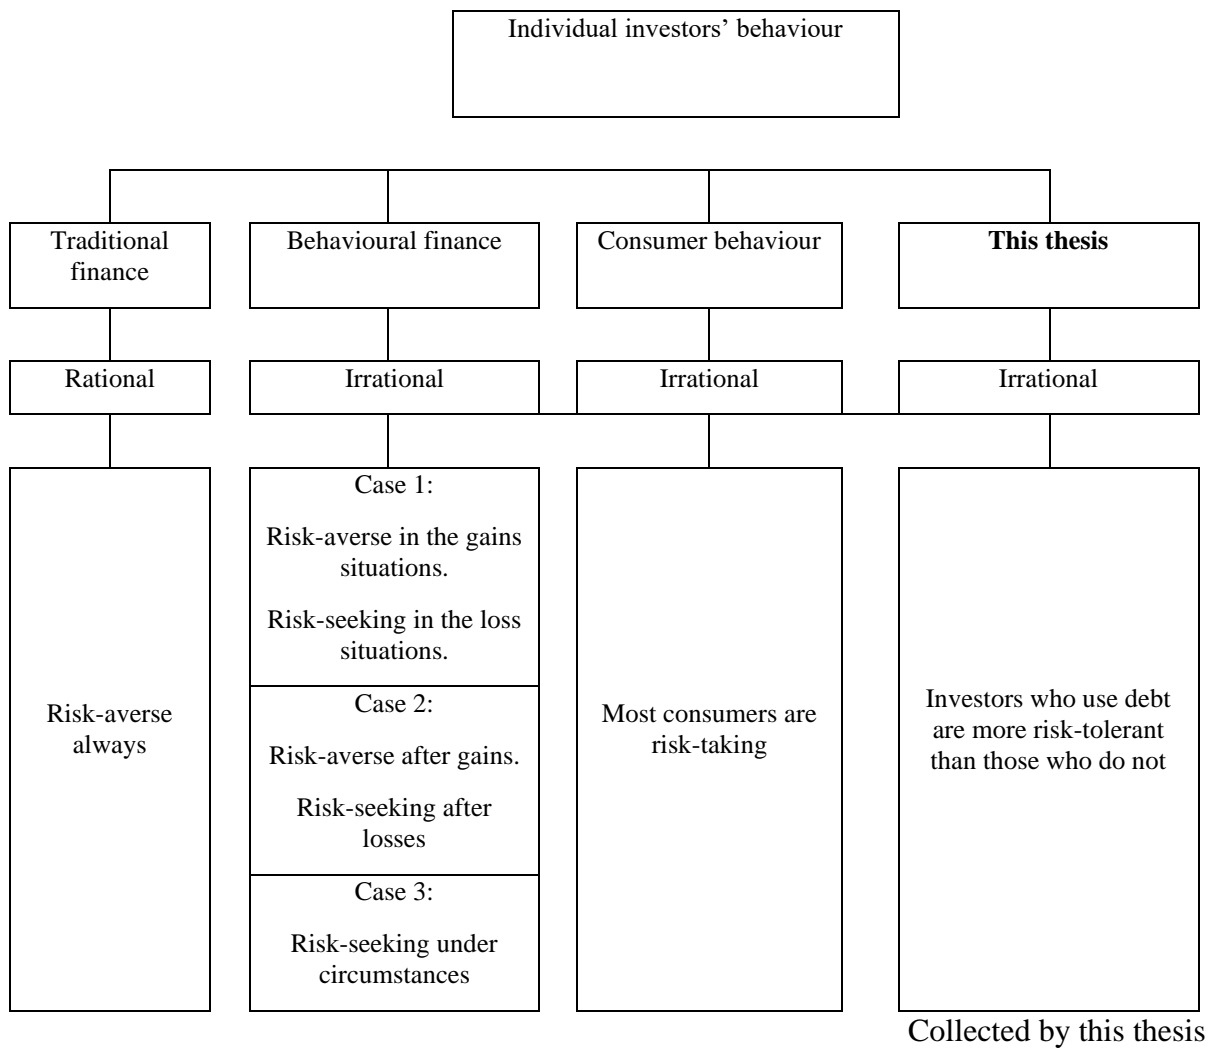 Individual investors’ behaviour
Traditional
finance
Behavioural finance
Consumer behaviour
This thesis
Rational
Irrational
Irrational
Irrational
Risk-averse
always
Case 1:
Risk-averse in the gains
situations.
Risk-seeking in the loss
situations.
Case 2:
Risk-averse after gains.
Risk-seeking after
losses
Case 3:
Risk-seeking under
circumstances
Most consumers are
risk-taking
Investors who use debt
are more risk-tolerant
than those who do not
Collected by this thesis